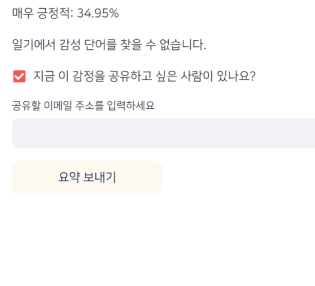 매우 긍정적: 34.95%
일기에서 감성 단어를 찾을 수 없습니다.
지금 이 감정을 공유하고 싶은 사람이 있나요?
공유할 이메일 주소를 입력하세요
요약 보내기